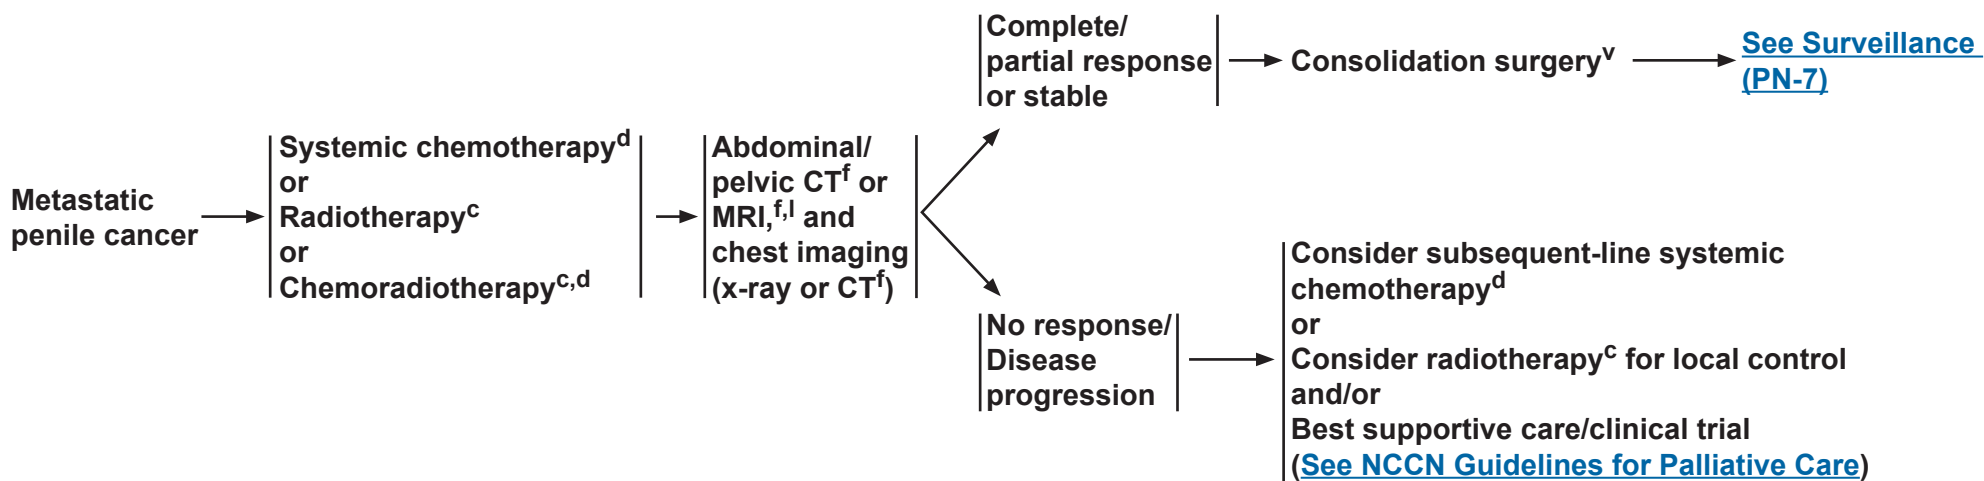 Metastatic
penile cancer
Systemic chemotherapyᵈ
or
Radiotherapyᶜ
or
Chemoradiotherapyᶜ,ᵈ
Abdominal/
pelvic CTᶠ or
MRI,ᶠ,ˡ and
chest imaging
(x-ray or CTᶠ)
Complete/
partial response
or stable
Consolidation surgeryᵛ
See Surveillance
(PN-7)
No response/
Disease
progression
Consider subsequent-line systemic
chemotherapyᵈ
or
Consider radiotherapyᶜ for local control
and/or
Best supportive care/clinical trial
(See NCCN Guidelines for Palliative Care)